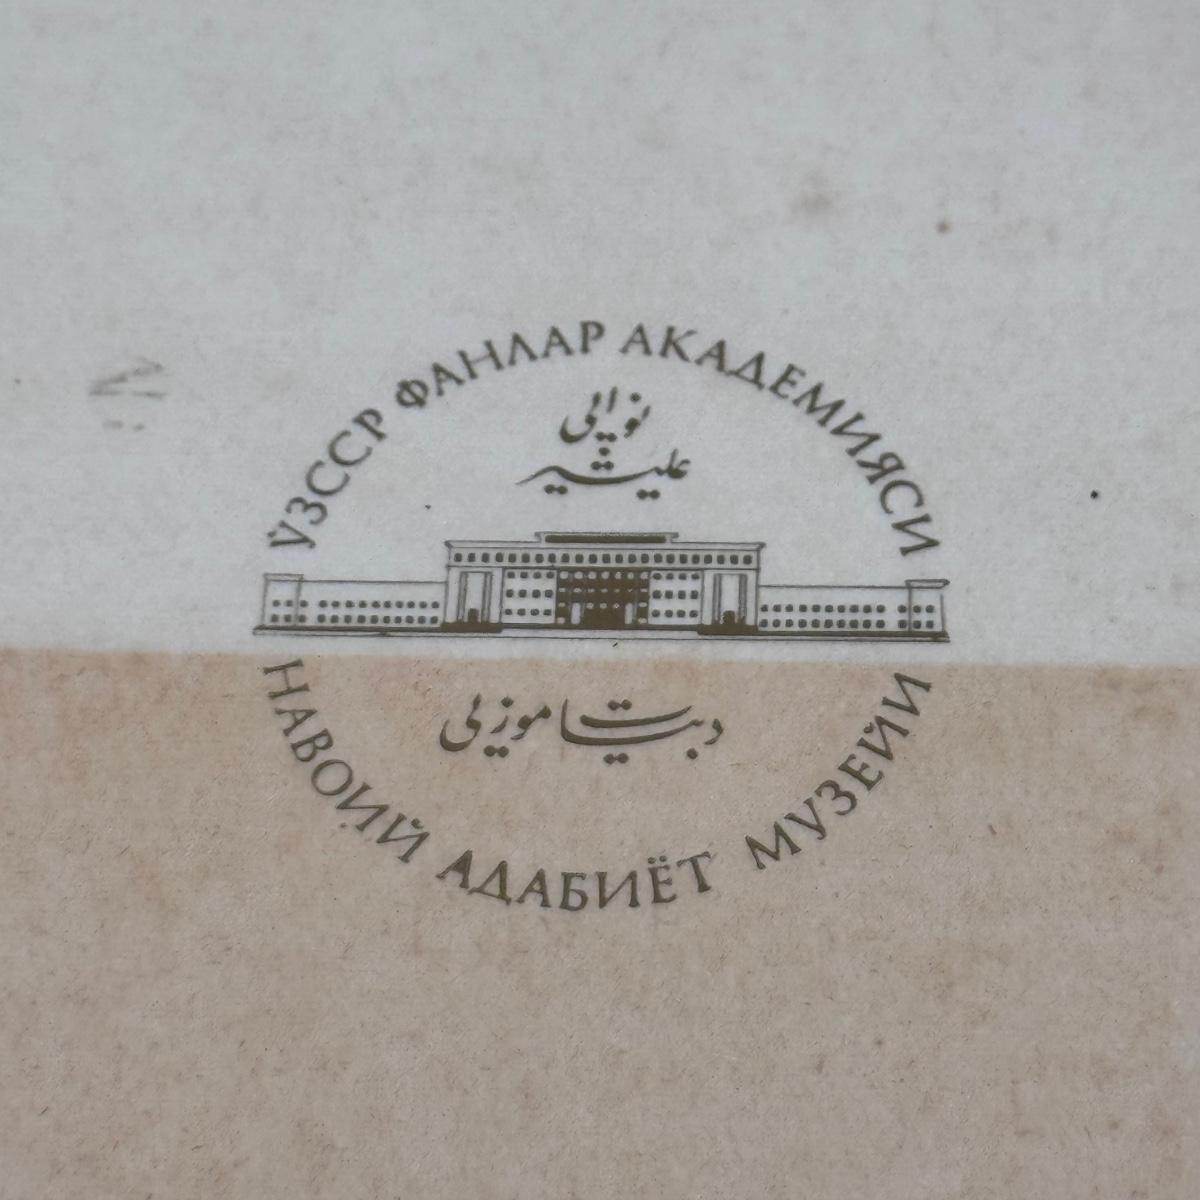 ЎЗССР ФАНЛАР АКАДЕМИЯСИ
نوائی
علیشیر
دبیات موزیی
НАВОИЙ АДАБИЁТ МУЗЕЙИ